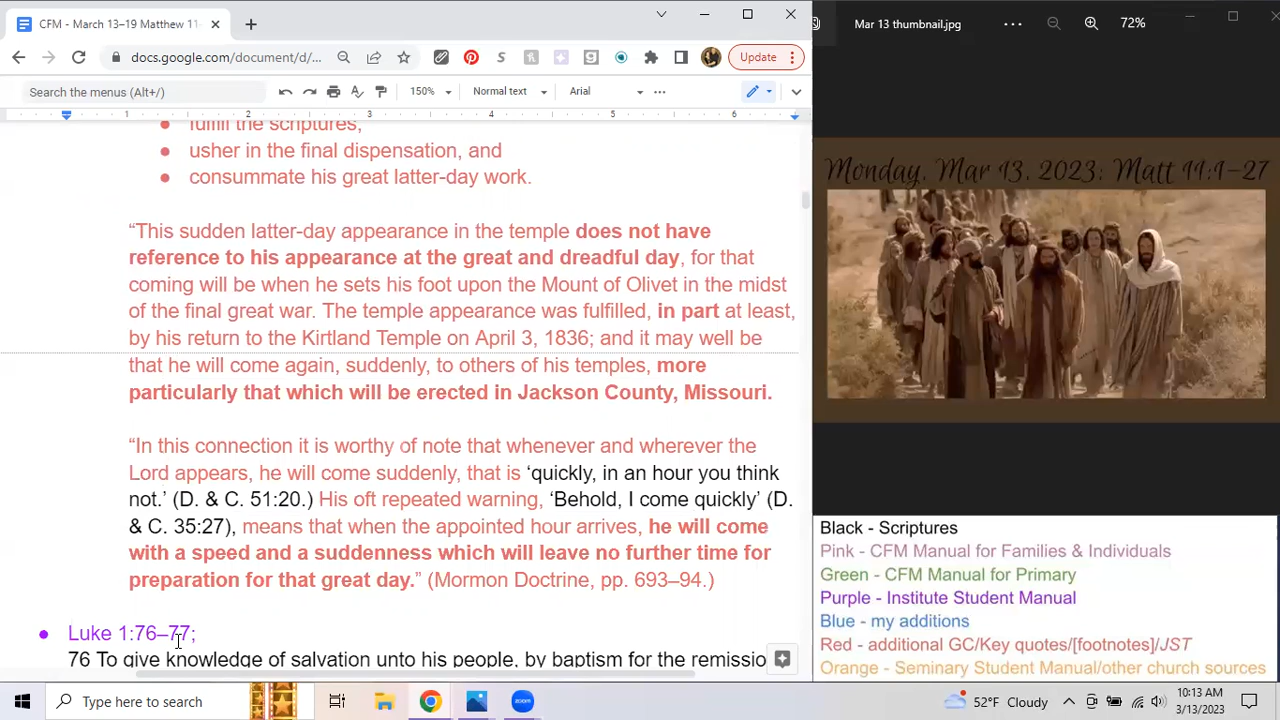 CFM - March 13–19 Matthew 11-
docs.google.com/document/d/...
Update
Search the menus (Alt+/)
150%
Normal text
Arial
1 2 3 4 5 6
fulfill the scriptures,
usher in the final dispensation, and
consummate his great latter-day work.
“This sudden latter-day appearance in the temple does not have
reference to his appearance at the great and dreadful day, for that
coming will be when he sets his foot upon the Mount of Olivet in the midst
of the final great war. The temple appearance was fulfilled, in part at least,
by his return to the Kirtland Temple on April 3, 1836; and it may well be
that he will come again, suddenly, to others of his temples, more
particularly that which will be erected in Jackson County, Missouri.
“In this connection it is worthy of note that whenever and wherever the
Lord appears, he will come suddenly, that is ‘quickly, in an hour you think
not.’ (D. & C. 51:20.) His oft repeated warning, ‘Behold, I come quickly’ (D.
& C. 35:27), means that when the appointed hour arrives, he will come
with a speed and a suddenness which will leave no further time for
preparation for that great day.” (Mormon Doctrine, pp. 693–94.)
Luke 1:76–77;
76 To give knowledge of salvation unto his people, by baptism for the remissio
Mar 13 thumbnail.jpg
72%
Monday, Mar 13, 2023: Matt 11:1-27
Black - Scriptures
Pink - CFM Manual for Families & Individuals
Green - CFM Manual for Primary
Purple - Institute Student Manual
Blue - my additions
Red - additional GC/Key quotes/[footnotes]/JST
Orange - Seminary Student Manual/other church sources
Type here to search
zoom
52°F Cloudy
10:13 AM
3/13/2023